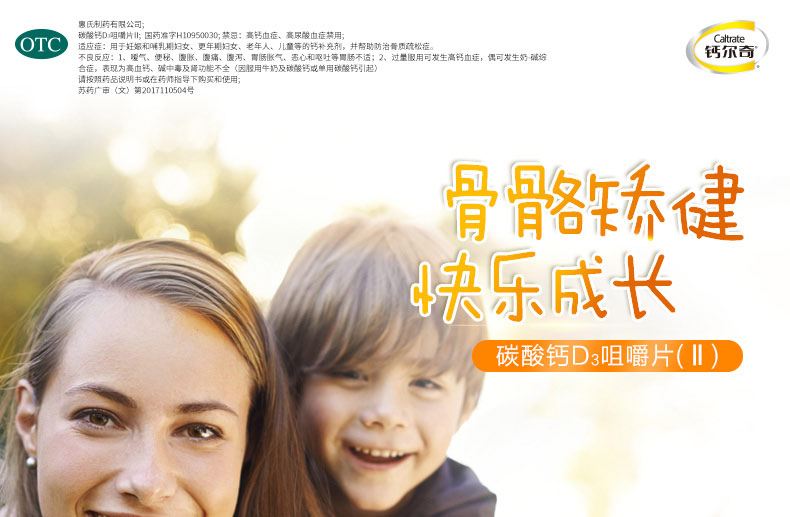 惠氏制药有限公司;
碳酸钙D₃咀嚼片II; 国药准字H10950030; 禁忌：高钙血症、高尿酸血症禁用;
适应症：用于妊娠和哺乳期妇女、更年期妇女、老年人、儿童等的钙补充剂，并帮助防治骨质疏松症。
不良反应：1、嗳气、便秘、腹胀、腹痛、腹泻、胃肠胀气、恶心和呕吐等胃肠不适；2、过量服用可发生高钙血症，偶可发生奶-碱综
合症，表现为高血钙、碱中毒及肾功能不全（因服用牛奶及碳酸钙或单用碳酸钙引起）
请按照药品说明书或在药师指导下购买和使用;
苏药广审（文）第2017110504号
OTC
Caltrate
钙尔奇
骨骼矫健
快乐成长
碳酸钙D₃咀嚼片(Ⅱ)